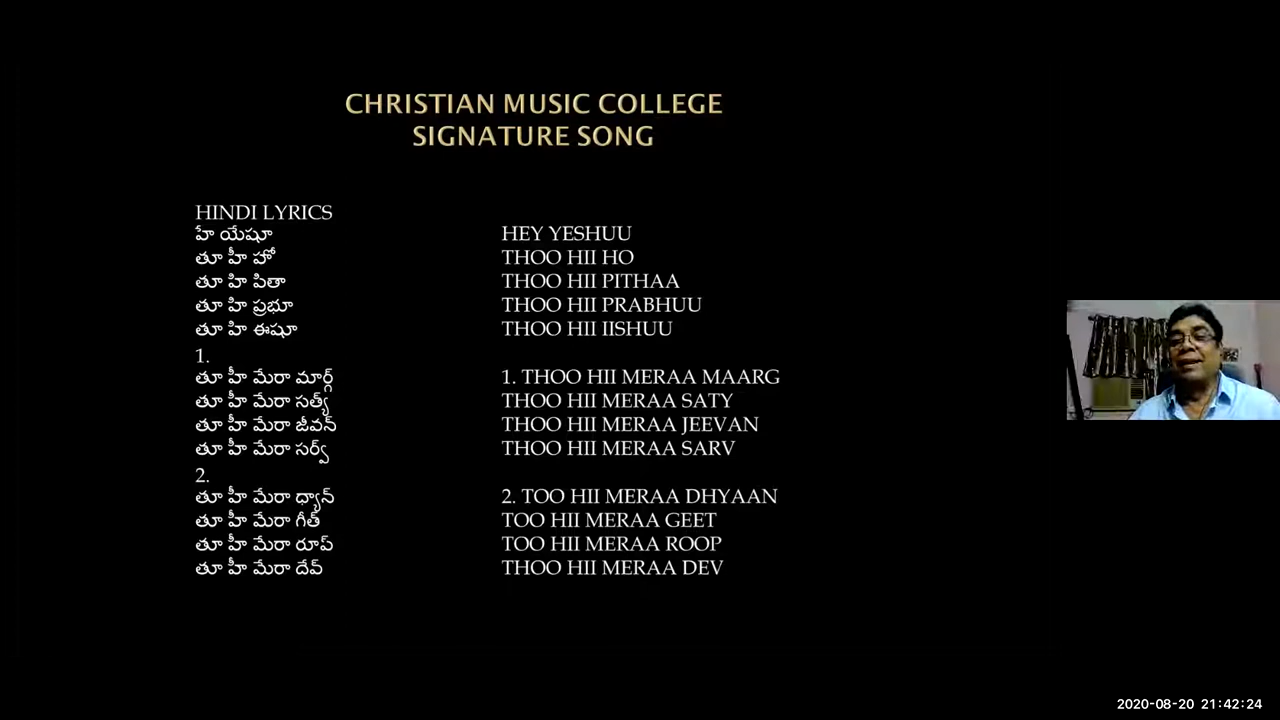 CHRISTIAN MUSIC COLLEGE
SIGNATURE SONG
HINDI LYRICS
హే యేషూ HEY YESHUU
తూ హీ హో THOO HII HO
తూ హి పితా THOO HII PITHAA
తూ హి ప్రభూ THOO HII PRABHUU
తూ హి ఈషూ THOO HII IISHUU
1.
తూ హీ మేరా మార్గ్ 1. THOO HII MERAA MAARG
తూ హీ మేరా సత్య్ THOO HII MERAA SATY
తూ హీ మేరా జీవన్ THOO HII MERAA JEEVAN
తూ హీ మేరా సర్వ్ THOO HII MERAA SARV
2.
తూ హీ మేరా ధ్యాన్ 2. TOO HII MERAA DHYAAN
తూ హీ మేరా గీత్ TOO HII MERAA GEET
తూ హీ మేరా రూప్ TOO HII MERAA ROOP
తూ హీ మేరా దేవ్ THOO HII MERAA DEV
2020-08-20 21:42:24